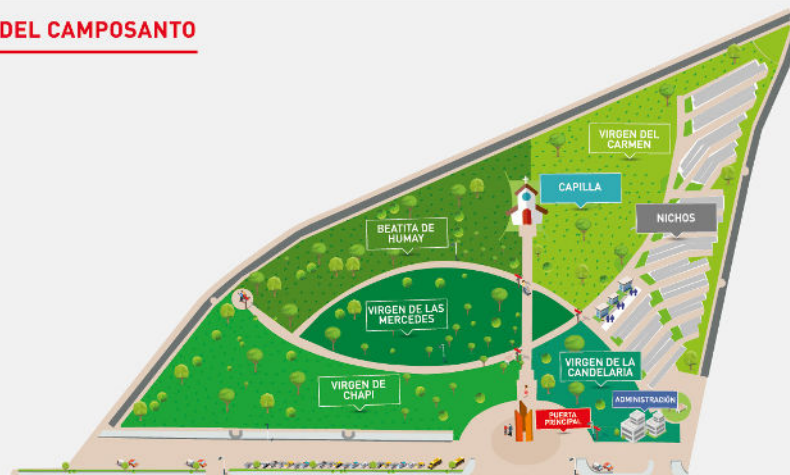 DEL CAMPOSANTO
VIRGEN DEL
CARMEN
CAPILLA
NICHOS
BEATITA DE
HUMAY
VIRGEN DE LAS
MERCEDES
VIRGEN DE LA
CANDELARIA
VIRGEN DE
CHAPI
ADMINISTRACIÓN
PUERTA
PRINCIPAL